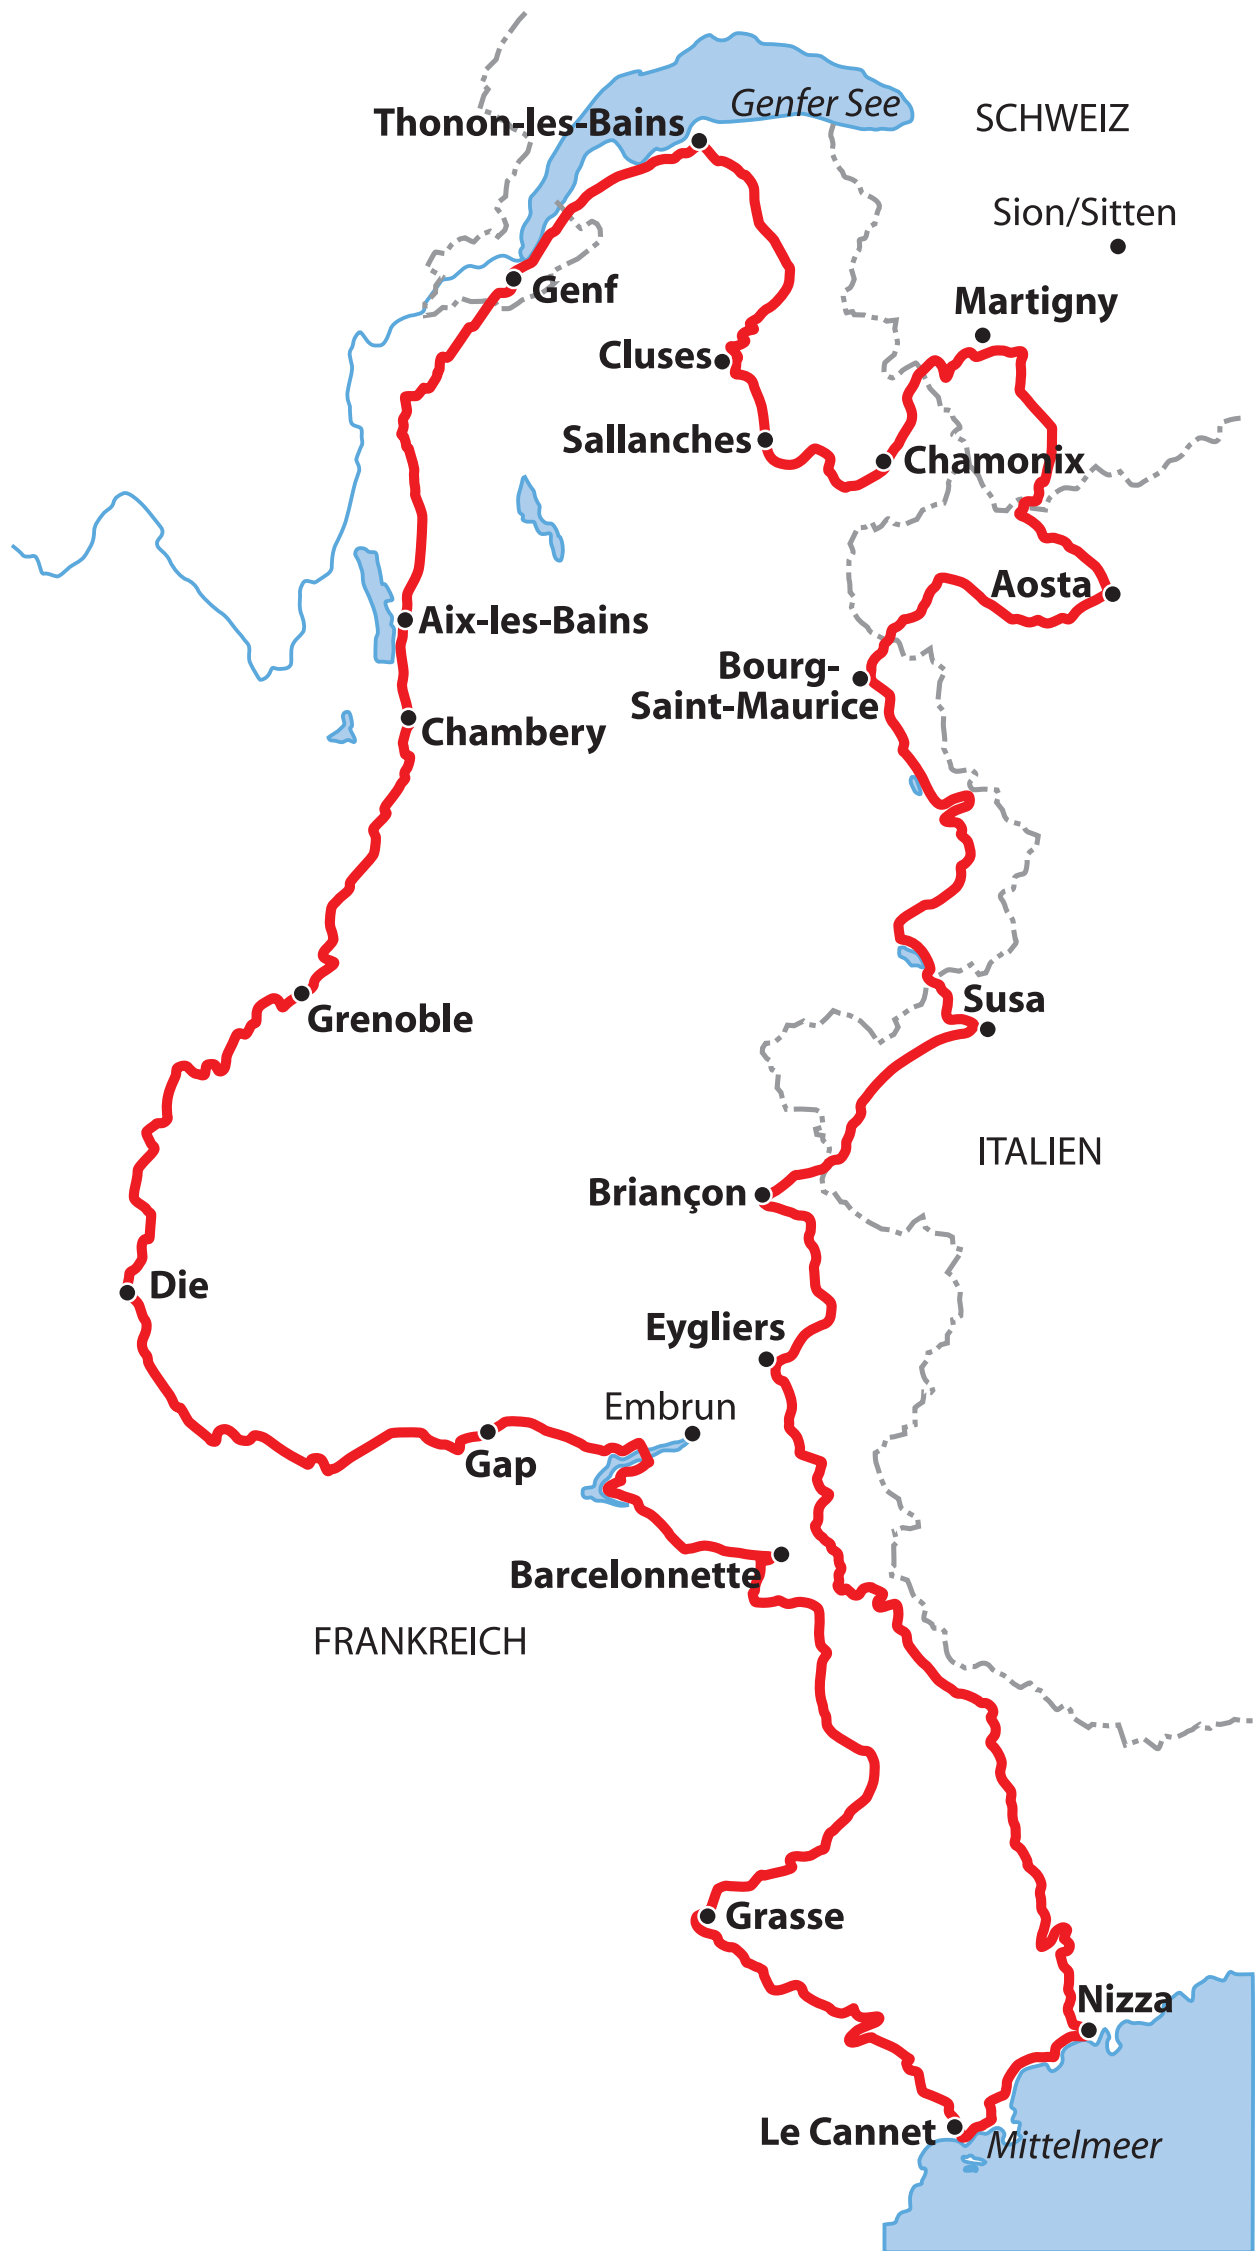 Genfer See
Thonon-les-Bains
SCHWEIZ
Sion/Sitten
Genf
Martigny
Cluses
Sallanches
Chamonix
Aosta
Aix-les-Bains
Bourg-
Saint-Maurice
Chambery
Susa
Grenoble
ITALIEN
Briançon
Die
Eygliers
Embrun
Gap
Barcelonnette
FRANKREICH
Grasse
Nizza
Le Cannet
Mittelmeer